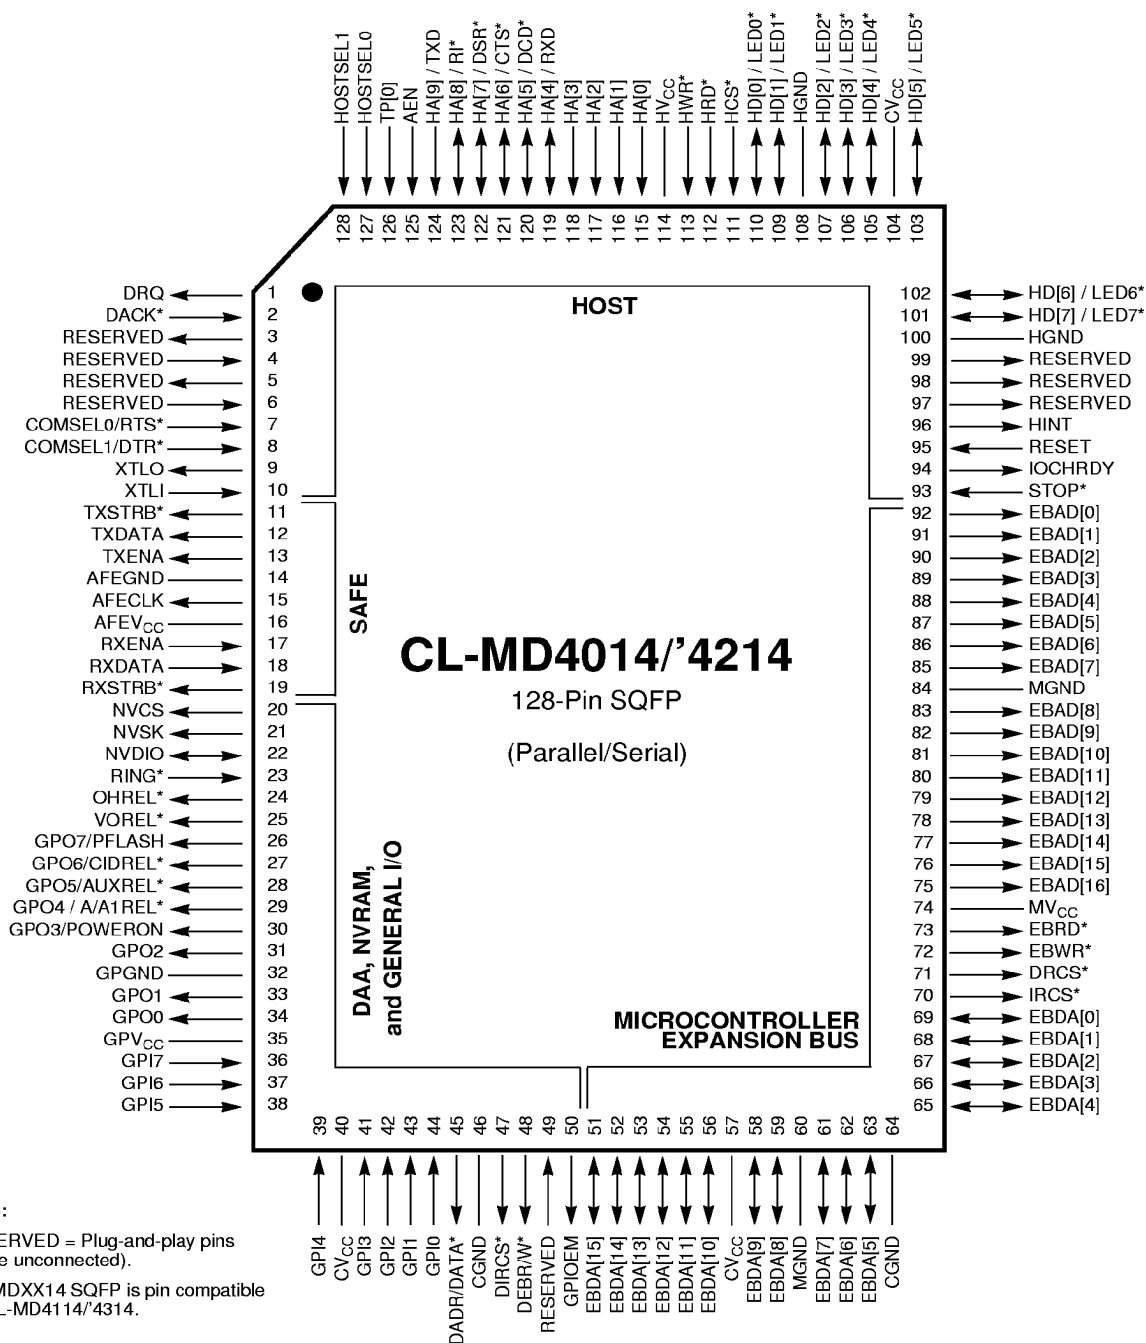 HOSTSEL1
HOSTSEL0
TP[0]
AEN
HA[9] / TXD
HA[8] / RI*
HA[7] / DSR*
HA[6] / CTS*
HA[5] / DCD*
HA[4] / RXD
HA[3]
HA[2]
HA[1]
HA[0]
HVCC
HWR*
HRD*
HCS*
HD[0] / LED0*
HD[1] / LED1*
HGND
HD[2] / LED2*
HD[3] / LED3*
HD[4] / LED4*
CVCC
HD[5] / LED5*
128 127 126 125 124 123 122 121 120 119 118 117 116 115 114 113 112 111 110 109 108 107 106 105 104 103
DRQ 1
DACK* 2
RESERVED 3
RESERVED 4
RESERVED 5
RESERVED 6
COMSEL0/RTS* 7
COMSEL1/DTR* 8
XTLO 9
XTLI 10
TXSTRB* 11
TXDATA 12
TXENA 13
AFEGND 14
AFECLK 15
AFEVCC 16
RXENA 17
RXDATA 18
RXSTRB* 19
NVCS 20
NVSK 21
NVDIO 22
RING* 23
OHREL* 24
VOREL* 25
GPO7/PFLASH 26
GPO6/CIDREL* 27
GPO5/AUXREL* 28
GPO4 / A/A1REL* 29
GPO3/POWERON 30
GPO2 31
GPGND 32
GPO1 33
GPO0 34
GPVCC 35
GPI7 36
GPI6 37
GPI5 38
HOST
SAFE
CL-MD4014/'4214
128-Pin SQFP
(Parallel/Serial)
DAA, NVRAM,
and GENERAL I/O
MICROCONTROLLER
EXPANSION BUS
102 HD[6] / LED6*
101 HD[7] / LED7*
100 HGND
99 RESERVED
98 RESERVED
97 RESERVED
96 HINT
95 RESET
94 IOCHRDY
93 STOP*
92 EBAD[0]
91 EBAD[1]
90 EBAD[2]
89 EBAD[3]
88 EBAD[4]
87 EBAD[5]
86 EBAD[6]
85 EBAD[7]
84 MGND
83 EBAD[8]
82 EBAD[9]
81 EBAD[10]
80 EBAD[11]
79 EBAD[12]
78 EBAD[13]
77 EBAD[14]
76 EBAD[15]
75 EBAD[16]
74 MVCC
73 EBRD*
72 EBWR*
71 DRCS*
70 IRCS*
69 EBDA[0]
68 EBDA[1]
67 EBDA[2]
66 EBDA[3]
65 EBDA[4]
39 40 41 42 43 44 45 46 47 48 49 50 51 52 53 54 55 56 57 58 59 60 61 62 63 64
GPI4
CVCC
GPI3
GPI2
GPI1
GPI0
DADR/DATA*
CGND
DIRCS*
DEBR/W*
RESERVED
GPIOEM
EBDA[15]
EBDA[14]
EBDA[13]
EBDA[12]
EBDA[11]
EBDA[10]
CVCC
EBDA[9]
EBDA[8]
MGND
EBDA[7]
EBDA[6]
EBDA[5]
CGND
:
ERVED = Plug-and-play pins
e unconnected).
MDXX14 SQFP is pin compatible
L-MD4114/'4314.